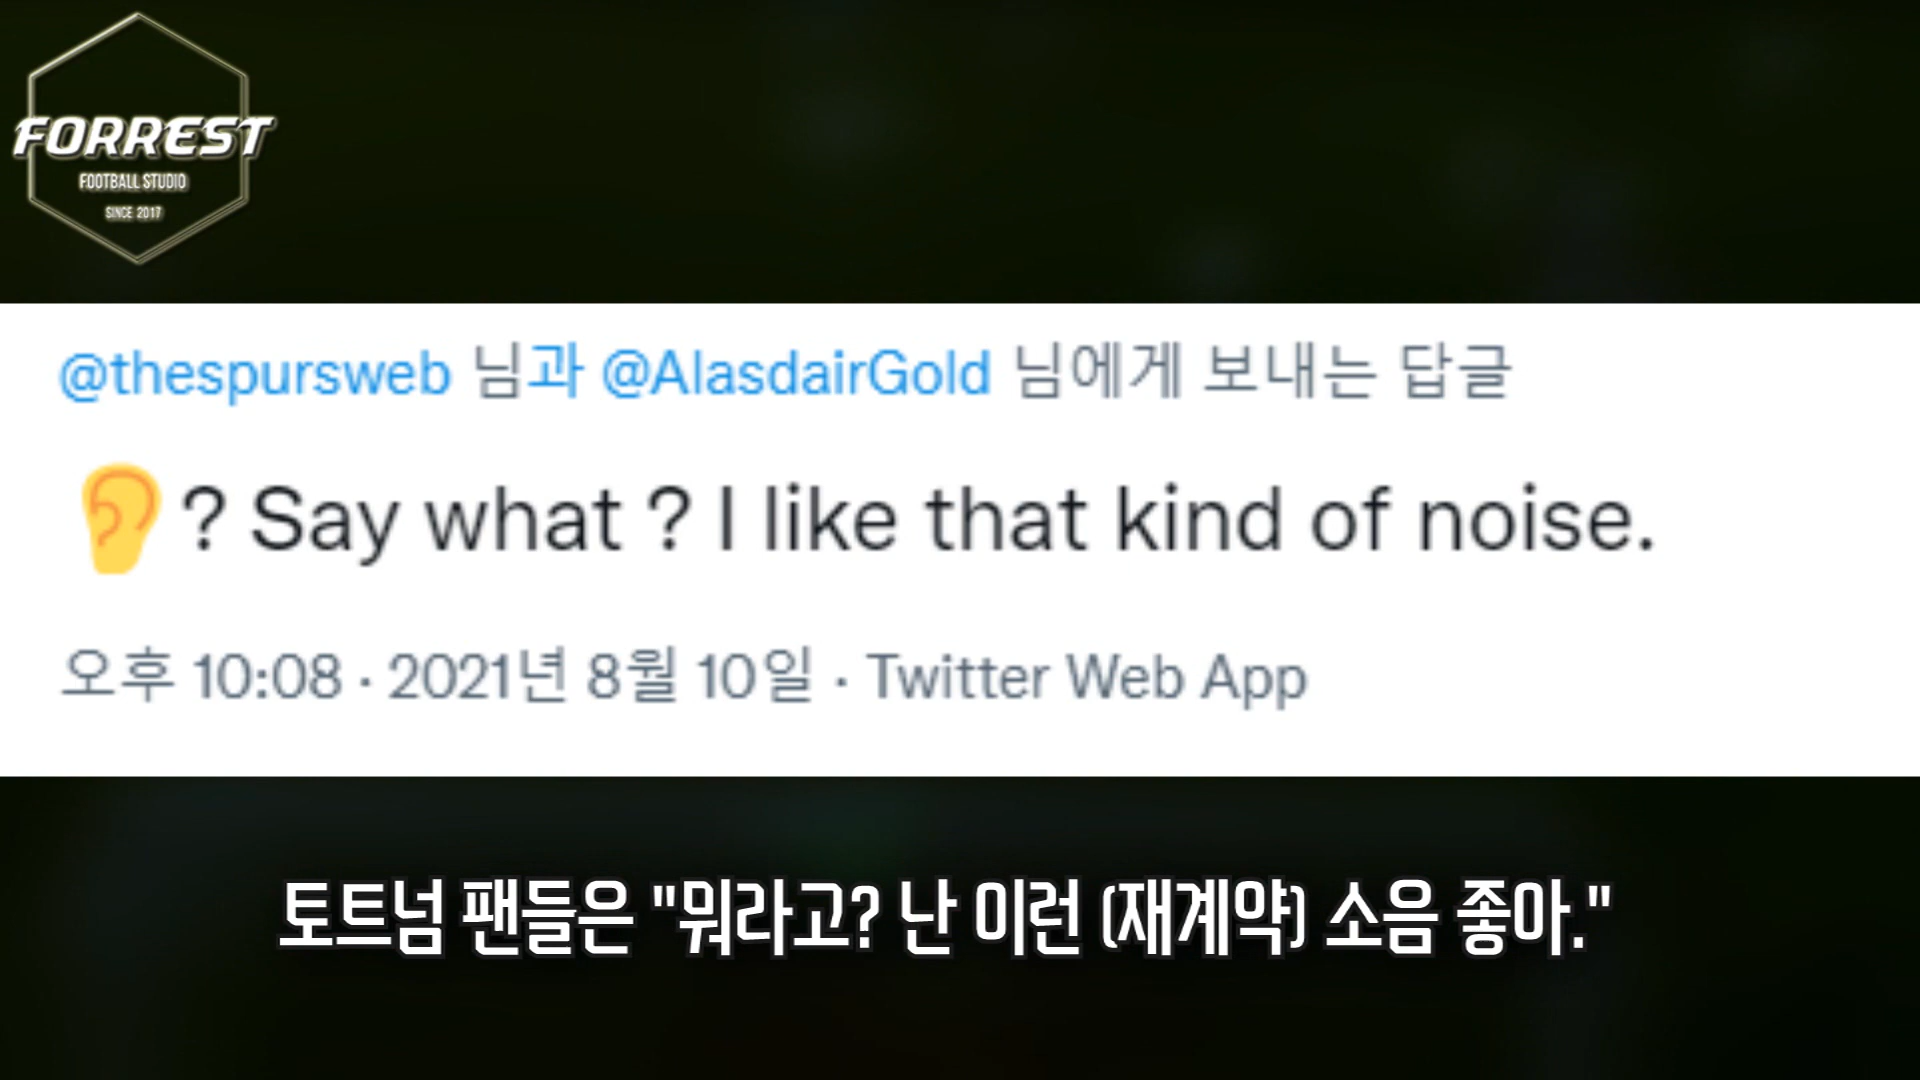 FORREST
FOOTBALL STUDIO
SINCE 2017
@thespursweb 님과 @AlasdairGold 님에게 보내는 답글
👂? Say what ? I like that kind of noise.
오후 10:08 · 2021년 8월 10일 · Twitter Web App
토트넘 팬들은 "뭐라고? 난 이런 (재계약) 소음 좋아."